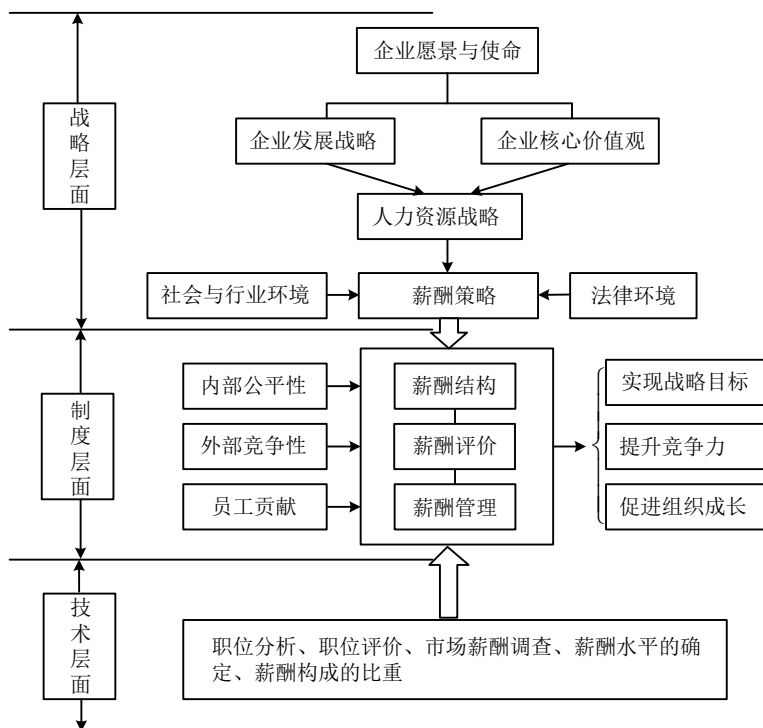 企业愿景与使命
战略层面
企业发展战略
企业核心价值观
人力资源战略
社会与行业环境
薪酬策略
法律环境
制度层面
内部公平性
薪酬结构
实现战略目标
外部竞争性
薪酬评价
提升竞争力
员工贡献
薪酬管理
促进组织成长
技术层面
职位分析、职位评价、市场薪酬调查、薪酬水平的确
定、薪酬构成的比重